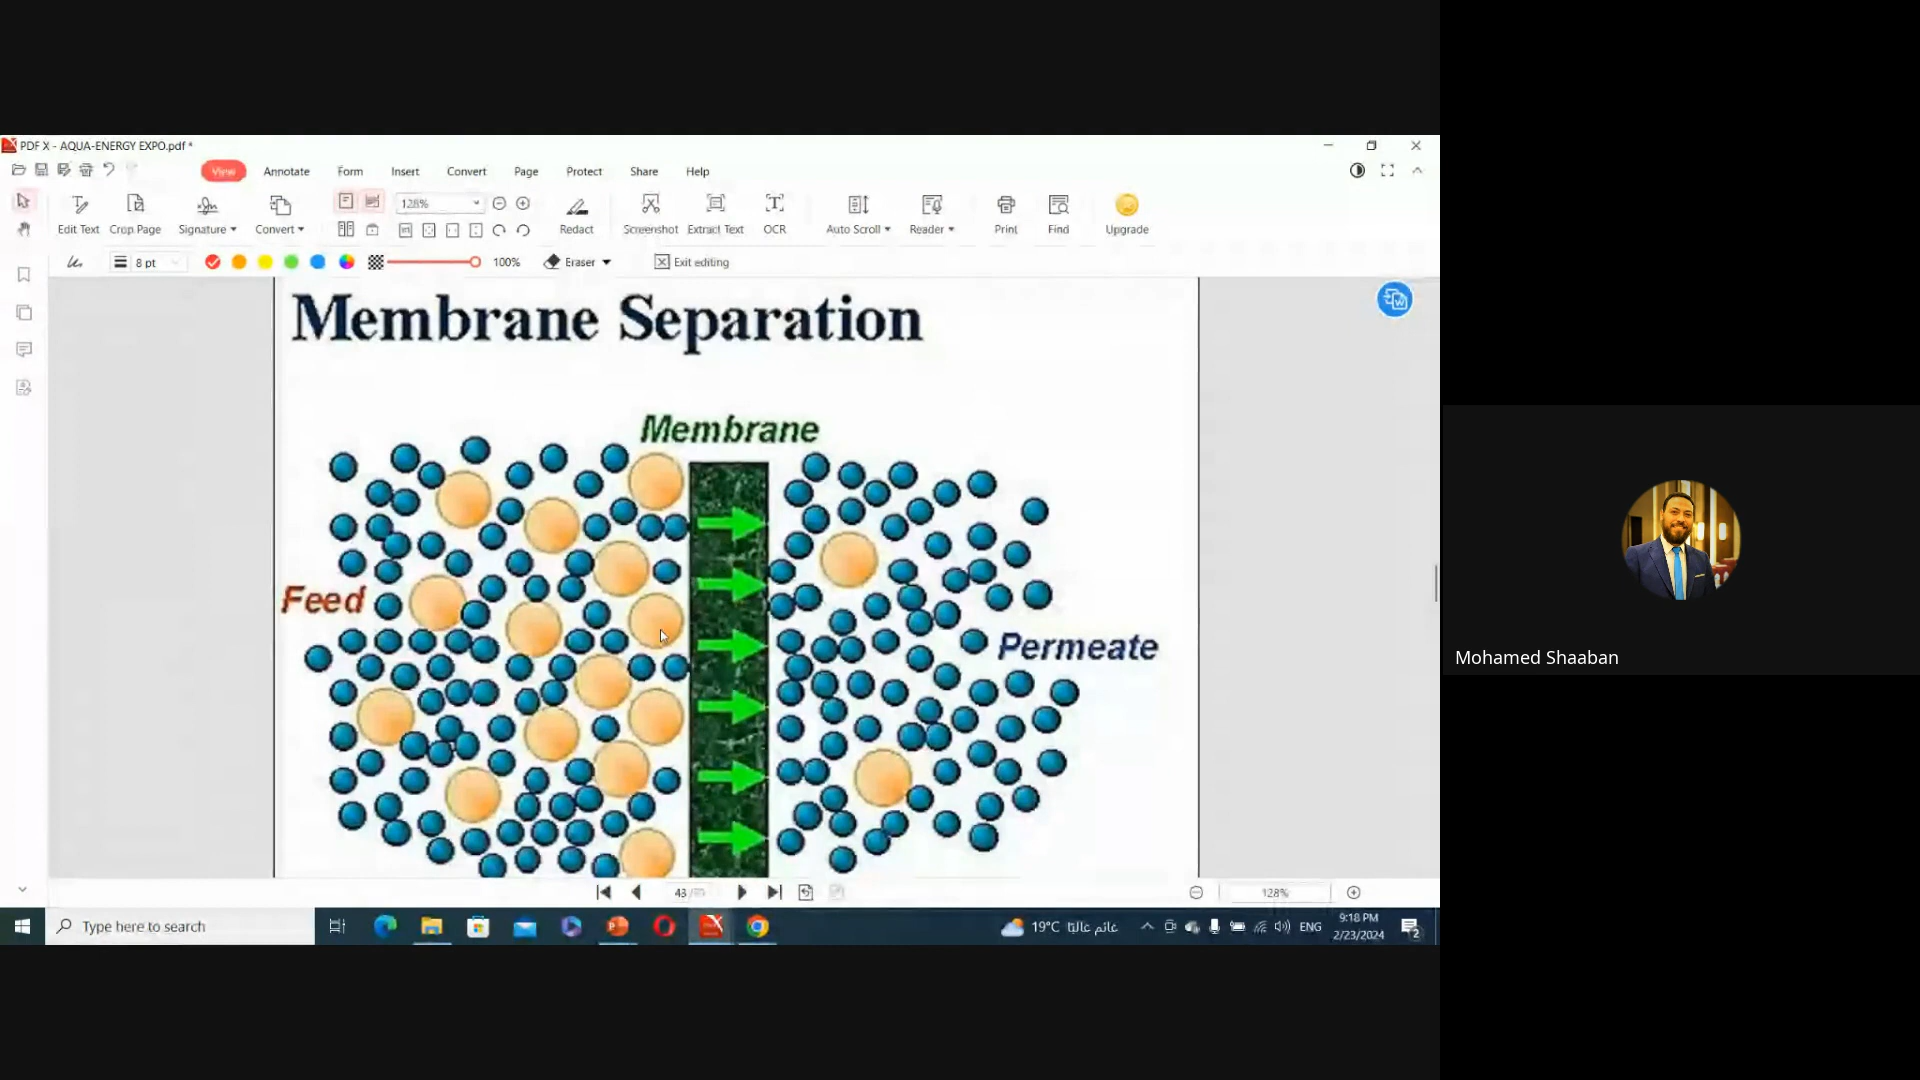 PDF X - AQUA-ENERGY EXPO.pdf *
View Annotate Form Insert Convert Page Protect Share Help
128%
Edit Text Crop Page Signature Convert Redact Screenshot Extract Text OCR Auto Scroll Reader Print Find Upgrade
8 pt 100% Eraser Exit editing
Membrane Separation
Membrane
Feed
Permeate
Mohamed Shaaban
43 128%
Type here to search
19°C غائم غالبًا ENG
9:18 PM
2/23/2024
2